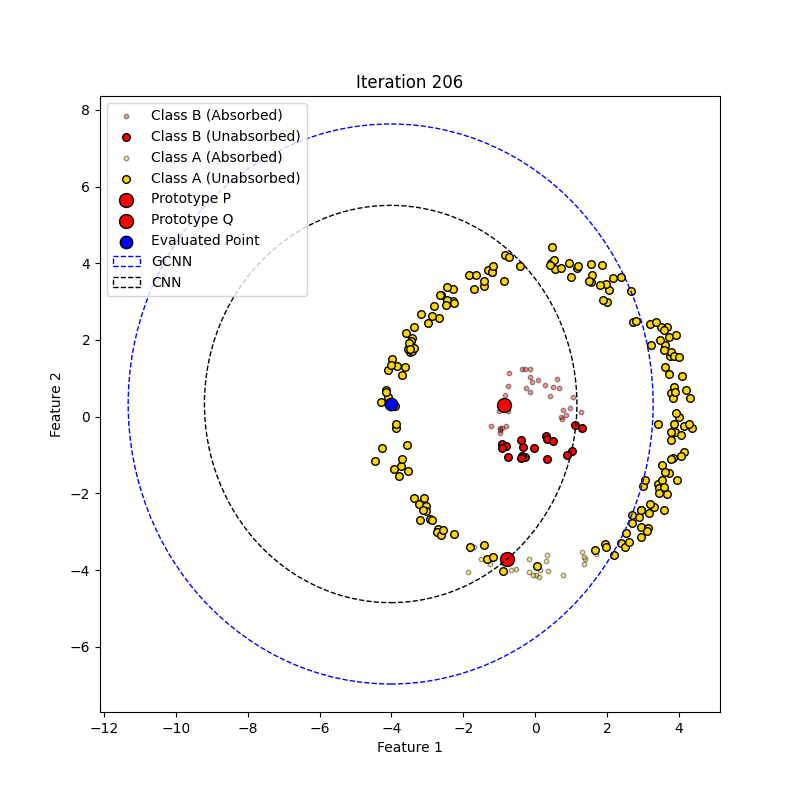 Iteration 206
Class B (Absorbed)
Class B (Unabsorbed)
Class A (Absorbed)
Class A (Unabsorbed)
Prototype P
Prototype Q
Evaluated Point
GCNN
CNN
8
6
4
2
0
−2
−4
−6
Feature 2
−12 −10 −8 −6 −4 −2 0 2 4
Feature 1